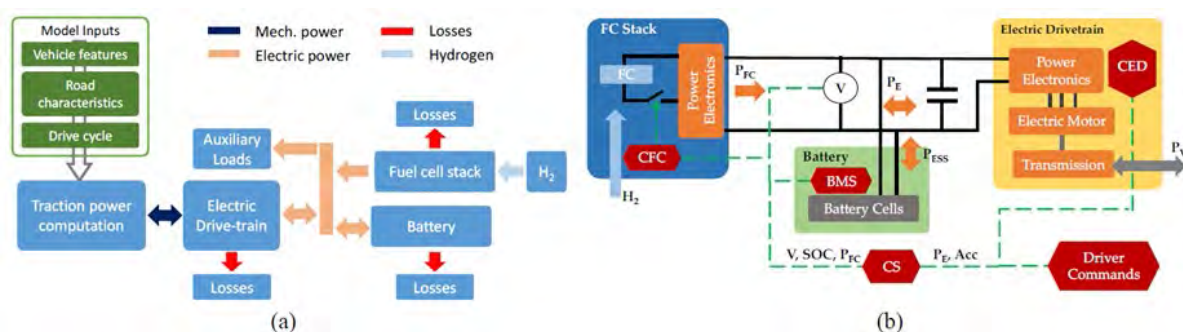 Model Inputs
Vehicle features
Road
characteristics
Drive cycle
Mech. power
Electric power
Losses
Hydrogen
Auxiliary
Loads
Losses
Fuel cell stack
H2
Traction power
computation
Electric
Drive-train
Battery
Losses
Losses
(a)
FC Stack
FC
Power
Electronics
CFC
H2
PFC
V
PE
PESS
Battery
BMS
Battery Cells
Electric Drivetrain
Power
Electronics
CED
Electric Motor
Transmission
V, SOC, PFC
CS
PE, Acc
Driver
Commands
(b)